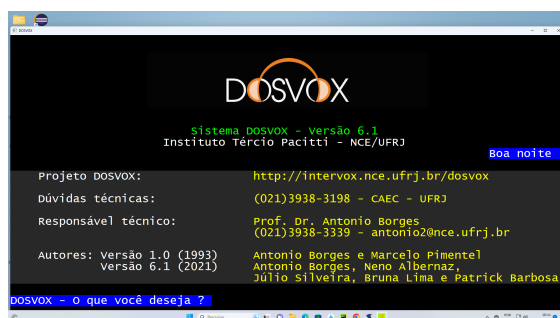 DOSVOX
DOSVOX
Sistema DOSVOX - Versão 6.1
Instituto Tércio Pacitti - NCE/UFRJ
Boa noite
Projeto DOSVOX: http://intervox.nce.ufrj.br/dosvox
Dúvidas técnicas: (021)3938-3198 - CAEC - UFRJ
Responsável técnico: Prof. Dr. Antonio Borges
(021)3938-3339 - antonio2@nce.ufrj.br
Autores: Versão 1.0 (1993) Antonio Borges e Marcelo Pimentel
Versão 6.1 (2021) Antonio Borges, Neno Albernaz,
Júlio Silveira, Bruna Lima e Patrick Barbosa
DOSVOX - O que você deseja ?